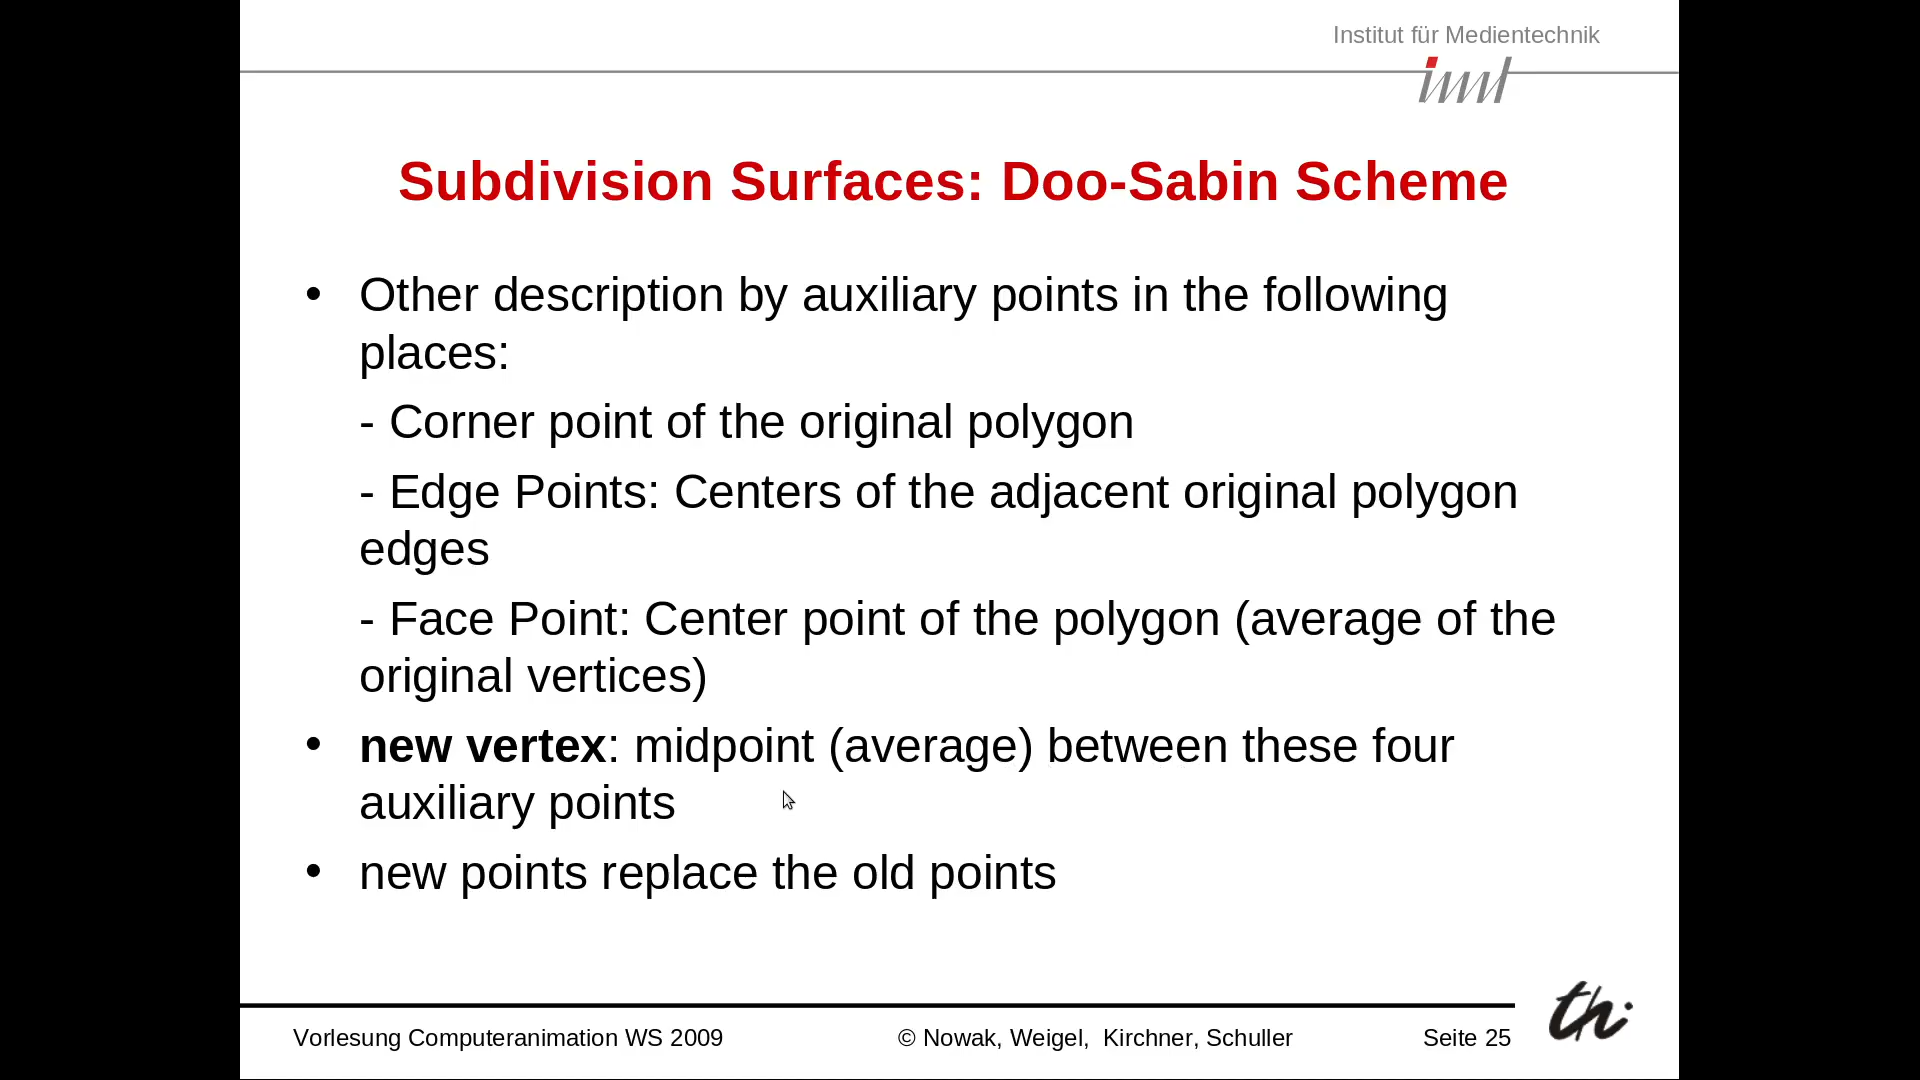 Institut für Medientechnik
Subdivision Surfaces: Doo-Sabin Scheme
• Other description by auxiliary points in the following
places:
- Corner point of the original polygon
- Edge Points: Centers of the adjacent original polygon
edges
- Face Point: Center point of the polygon (average of the
original vertices)
• new vertex: midpoint (average) between these four
auxiliary points
• new points replace the old points
th
Vorlesung Computeranimation WS 2009 © Nowak, Weigel, Kirchner, Schuller Seite 25